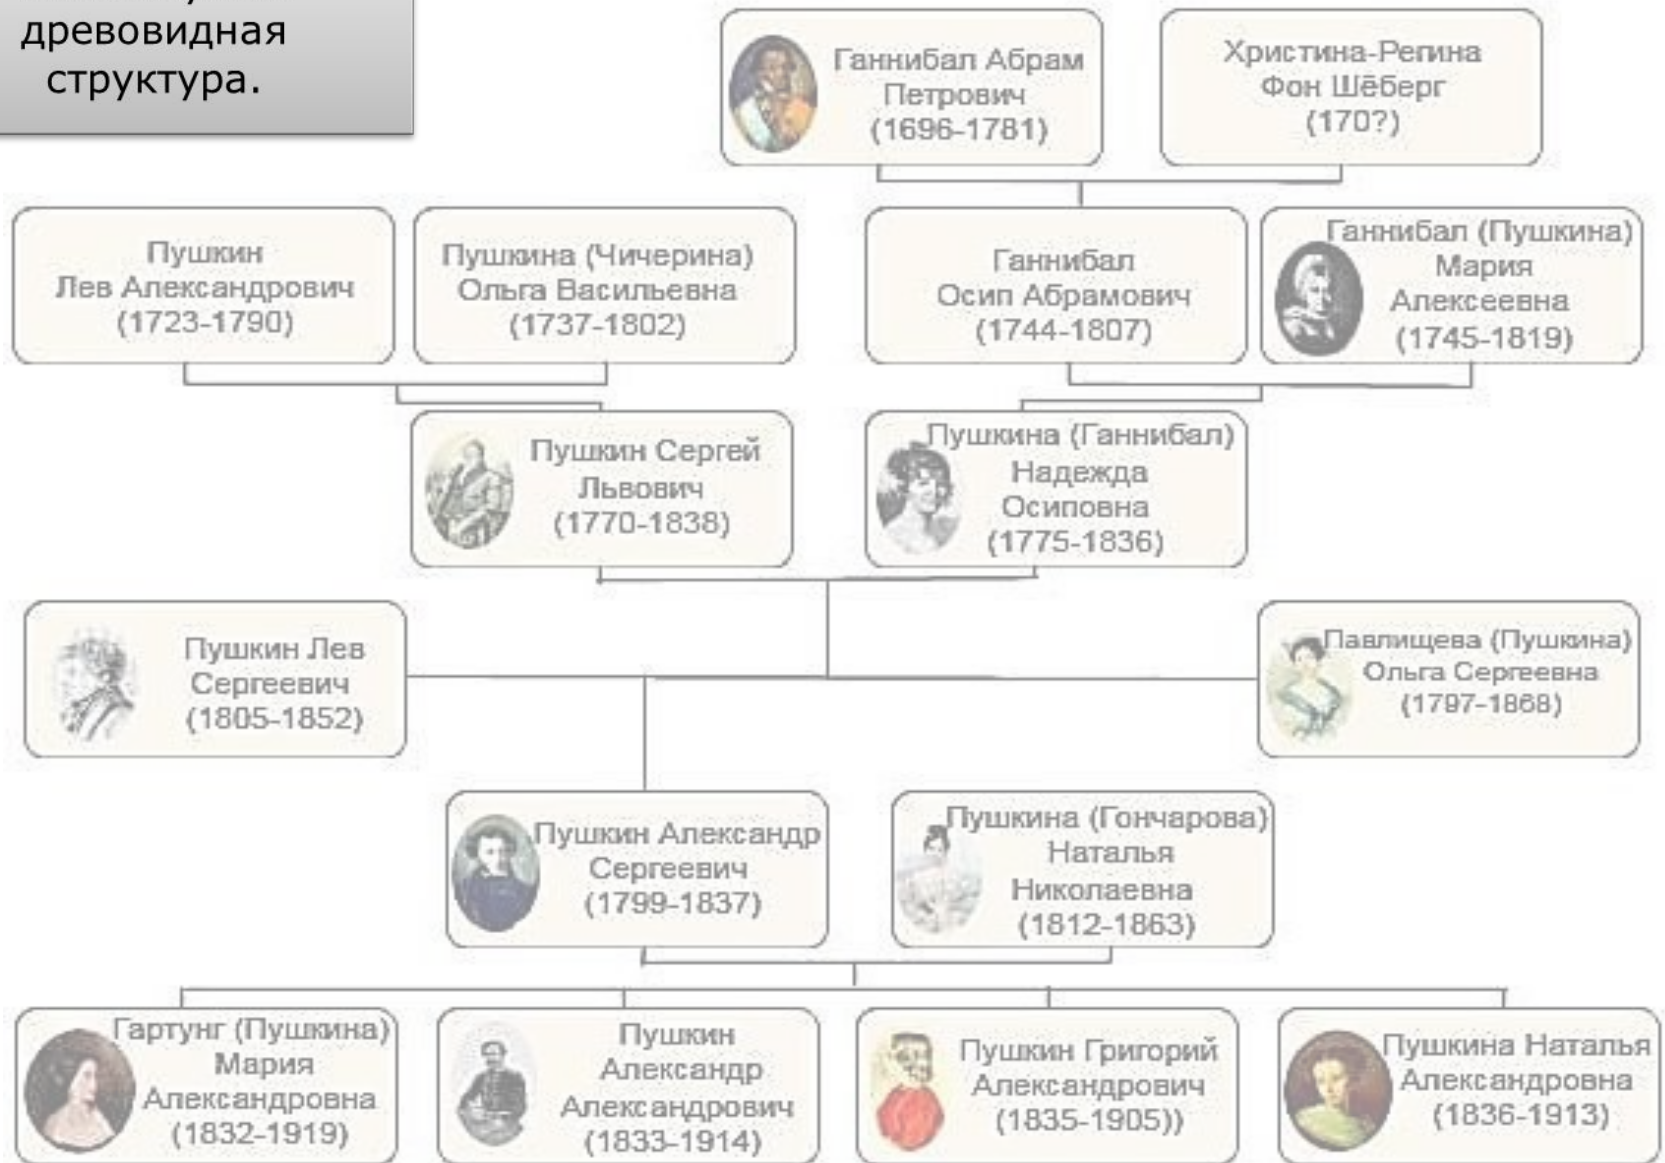 древовидная
структура.
Ганнибал Абрам
Петрович
(1696-1781)
Христина-Регина
Фон Шёберг
(170?)
Пушкин
Лев Александрович
(1723-1790)
Пушкина (Чичерина)
Ольга Васильевна
(1737-1802)
Ганнибал
Осип Абрамович
(1744-1807)
Ганнибал (Пушкина)
Мария
Алексеевна
(1745-1819)
Пушкин Сергей
Львович
(1770-1838)
Пушкина (Ганнибал)
Надежда
Осиповна
(1775-1836)
Пушкин Лев
Сергеевич
(1805-1852)
Павлищева (Пушкина)
Ольга Сергеевна
(1797-1868)
Пушкин Александр
Сергеевич
(1799-1837)
Пушкина (Гончарова)
Наталья
Николаевна
(1812-1863)
Гартунг (Пушкина)
Мария
Александровна
(1832-1919)
Пушкин
Александр
Александрович
(1833-1914)
Пушкин Григорий
Александрович
(1835-1905))
Пушкина Наталья
Александровна
(1836-1913)